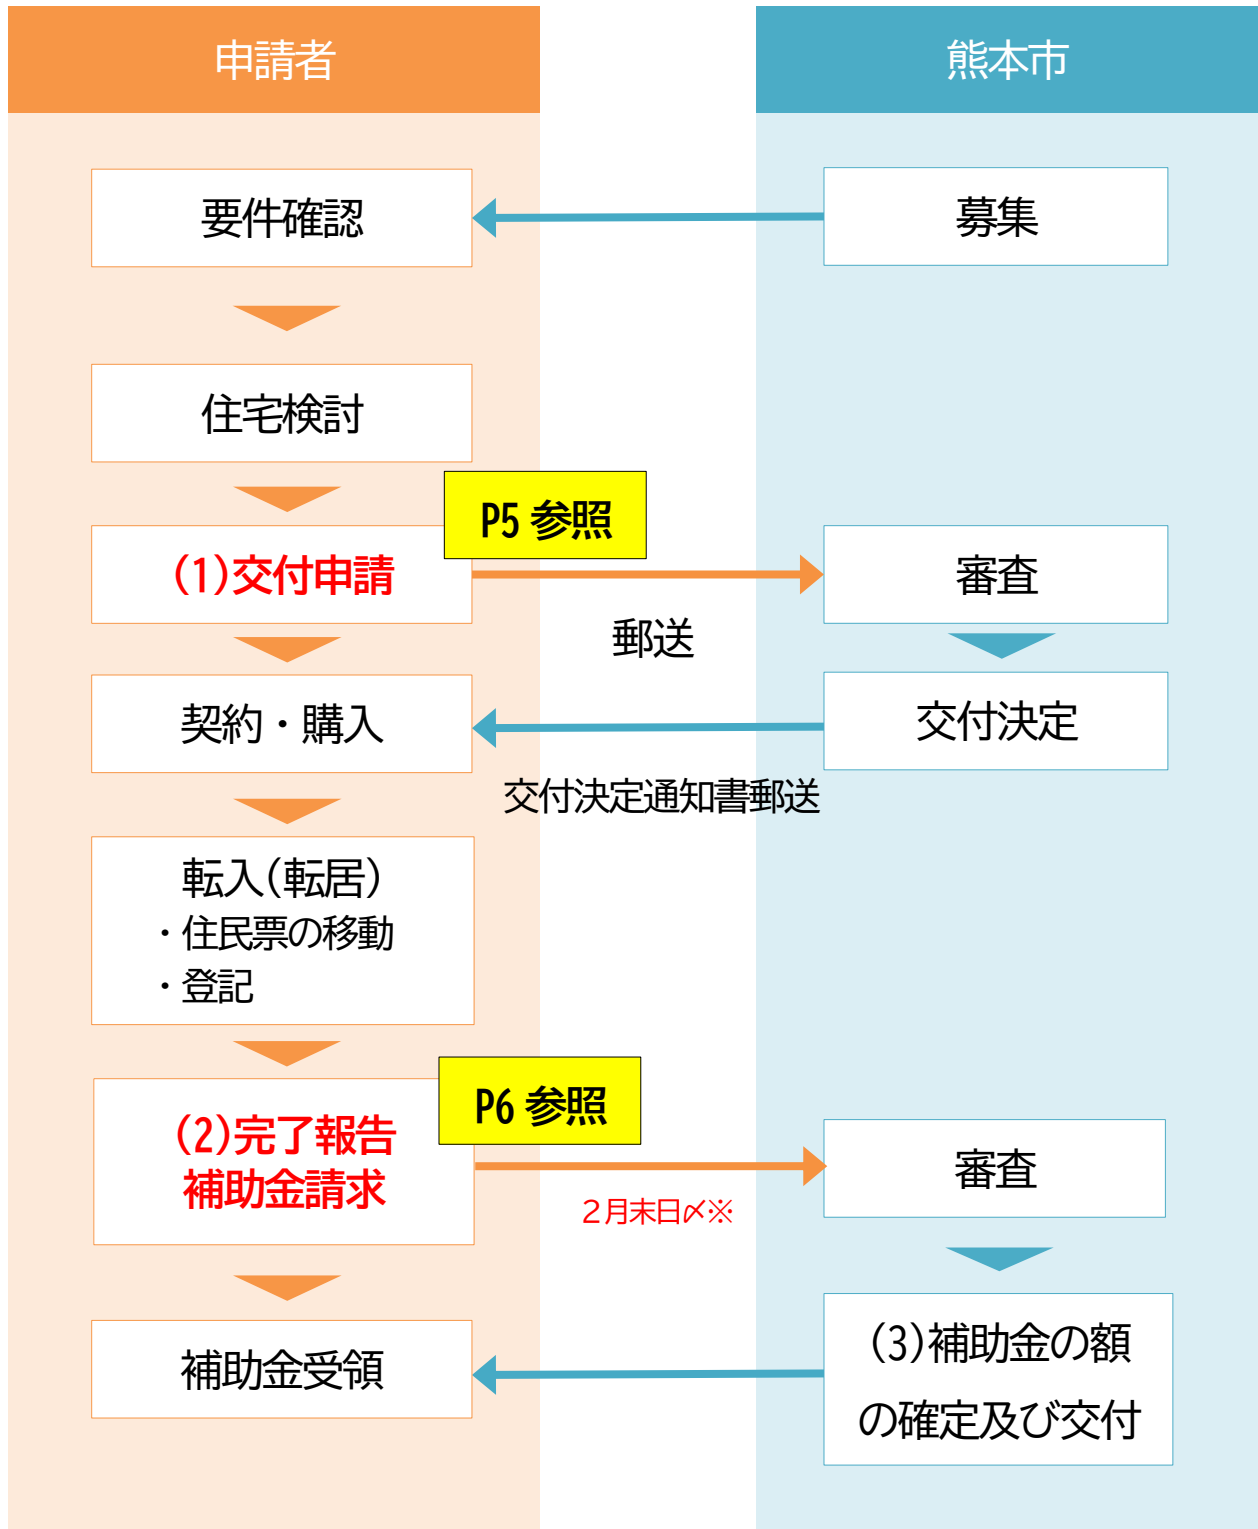 申請者
熊本市
要件確認
募集
住宅検討
P5 参照
(1)交付申請
審査
郵送
契約・購入
交付決定
交付決定通知書郵送
転入(転居)
・住民票の移動
・登記
P6 参照
(2)完了報告
補助金請求
審査
２月末日〆※
(3)補助金の額
の確定及び交付
補助金受領